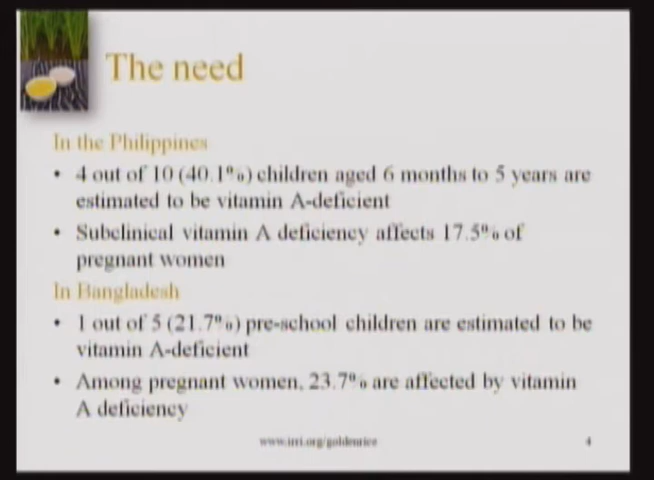 The need
In the Philippines
• 4 out of 10 (40.1%) children aged 6 months to 5 years are
estimated to be vitamin A-deficient
• Subclinical vitamin A deficiency affects 17.5% of
pregnant women
In Bangladesh
• 1 out of 5 (21.7%) pre-school children are estimated to be
vitamin A-deficient
• Among pregnant women, 23.7% are affected by vitamin
A deficiency
www.irri.org/goldenrice
4